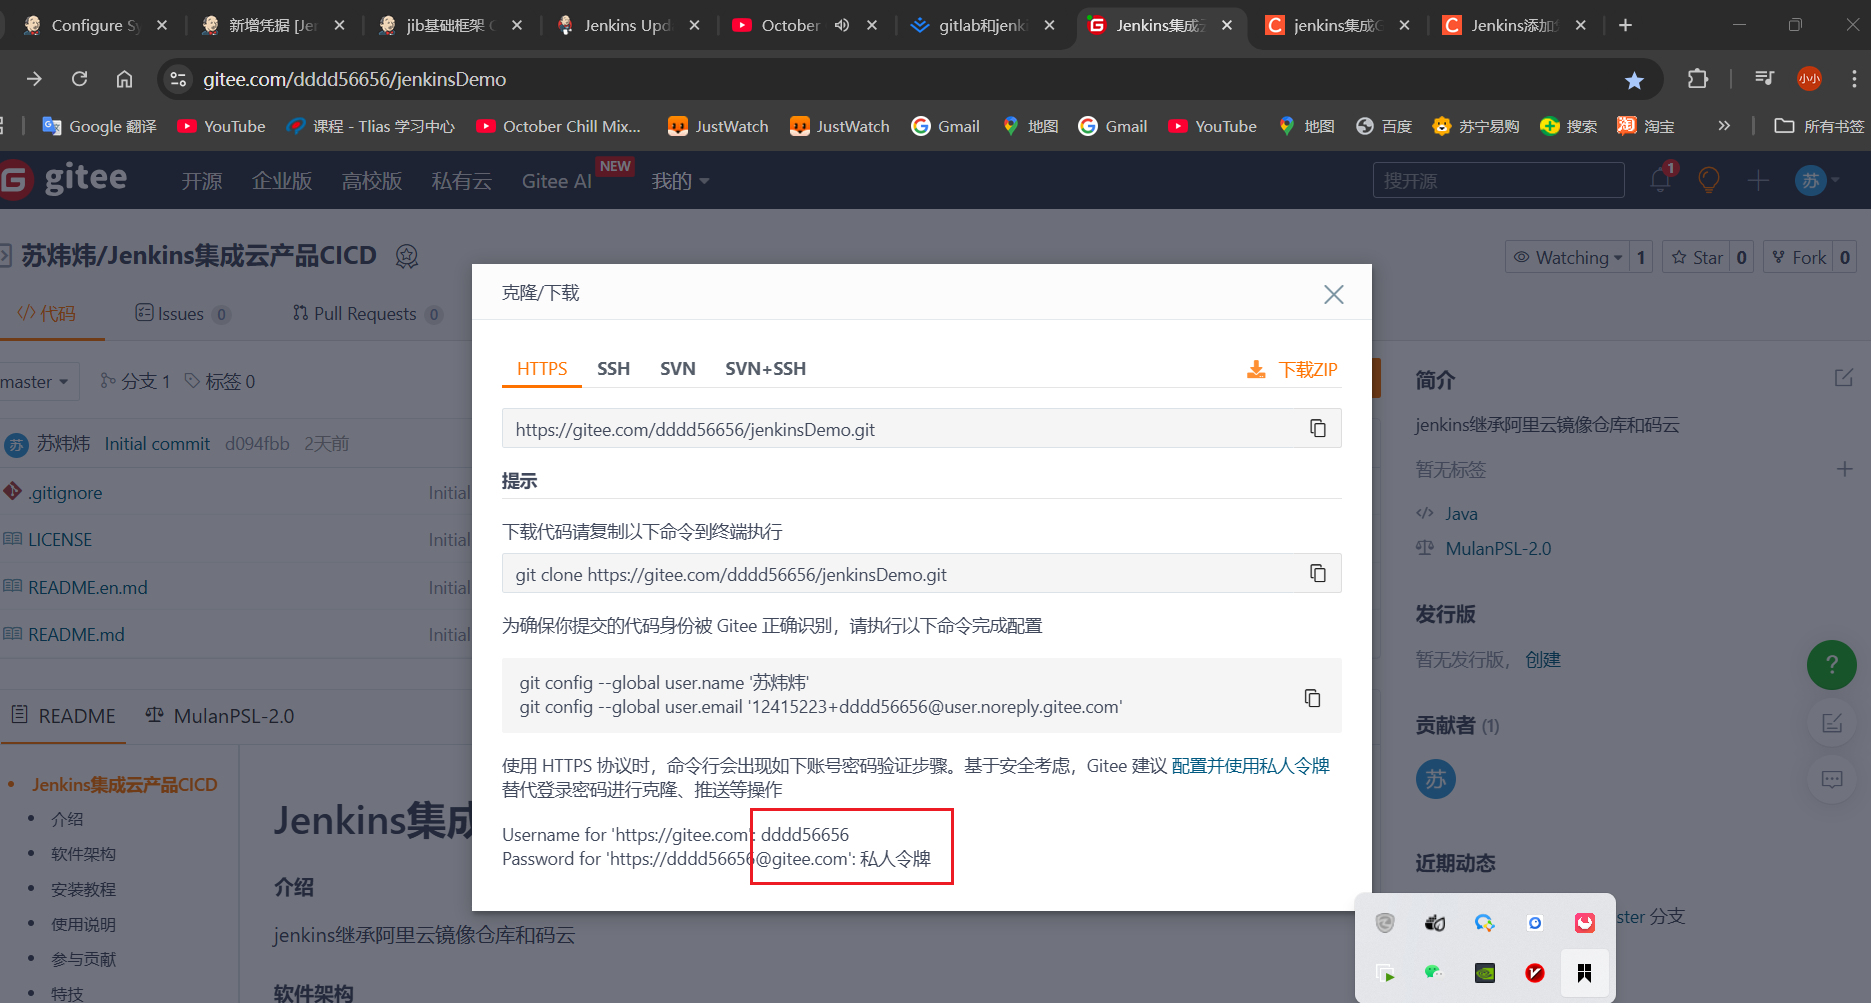 Configure Sy
新增凭据 [Jer
jib基础框架 C
Jenkins Upda
October
gitlab和jenki
Jenkins集成云
jenkins集成G
Jenkins添加
gitee.com/dddd56656/jenkinsDemo
小小
Google 翻译
YouTube
课程 - Tlias 学习中心
October Chill Mix...
JustWatch
JustWatch
Gmail
地图
Gmail
YouTube
地图
百度
苏宁易购
搜索
淘 淘宝
所有书签
gitee
开源
企业版
高校版
私有云
Gitee AI
NEW
我的
搜开源
1
苏
苏炜炜/Jenkins集成云产品CICD
Watching 1
Star 0
Fork 0
代码
Issues 0
Pull Requests 0
master
分支 1
标签 0
苏 苏炜炜 Initial commit d094fbb 2天前
.gitignore Initial
LICENSE Initial
README.en.md Initial
README.md Initial
README
MulanPSL-2.0
Jenkins集成云产品CICD
介绍
软件架构
安装教程
使用说明
参与贡献
特技
Jenkins集成
介绍
jenkins继承阿里云镜像仓库和码云
软件架构
克隆/下载
HTTPS SSH SVN SVN+SSH
下载ZIP
https://gitee.com/dddd56656/jenkinsDemo.git
提示
下载代码请复制以下命令到终端执行
git clone https://gitee.com/dddd56656/jenkinsDemo.git
为确保你提交的代码身份被 Gitee 正确识别，请执行以下命令完成配置
git config --global user.name '苏炜炜'
git config --global user.email '12415223+dddd56656@user.noreply.gitee.com'
使用 HTTPS 协议时，命令行会出现如下账号密码验证步骤。基于安全考虑，Gitee 建议 配置并使用私人令牌
替代登录密码进行克隆、推送等操作
Username for 'https://gitee.com': dddd56656
Password for 'https://dddd56656@gitee.com': 私人令牌
简介
jenkins继承阿里云镜像仓库和码云
暂无标签
Java
MulanPSL-2.0
发行版
暂无发行版， 创建
贡献者 (1)
苏
近期动态
ster 分支
?